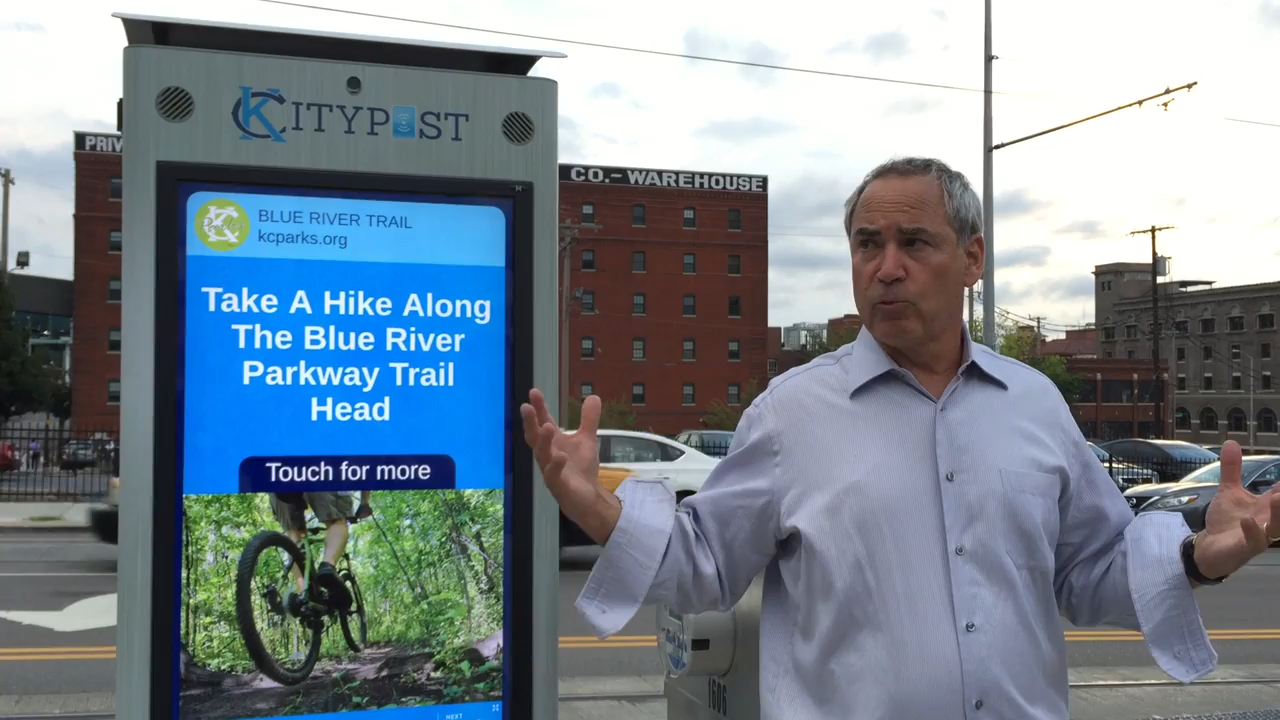 KCITYPOST
PRIV
CO.-WAREHOUSE
BLUE RIVER TRAIL
kcparks.org
Take A Hike Along
The Blue River
Parkway Trail
Head
Touch for more
NEXT
1606